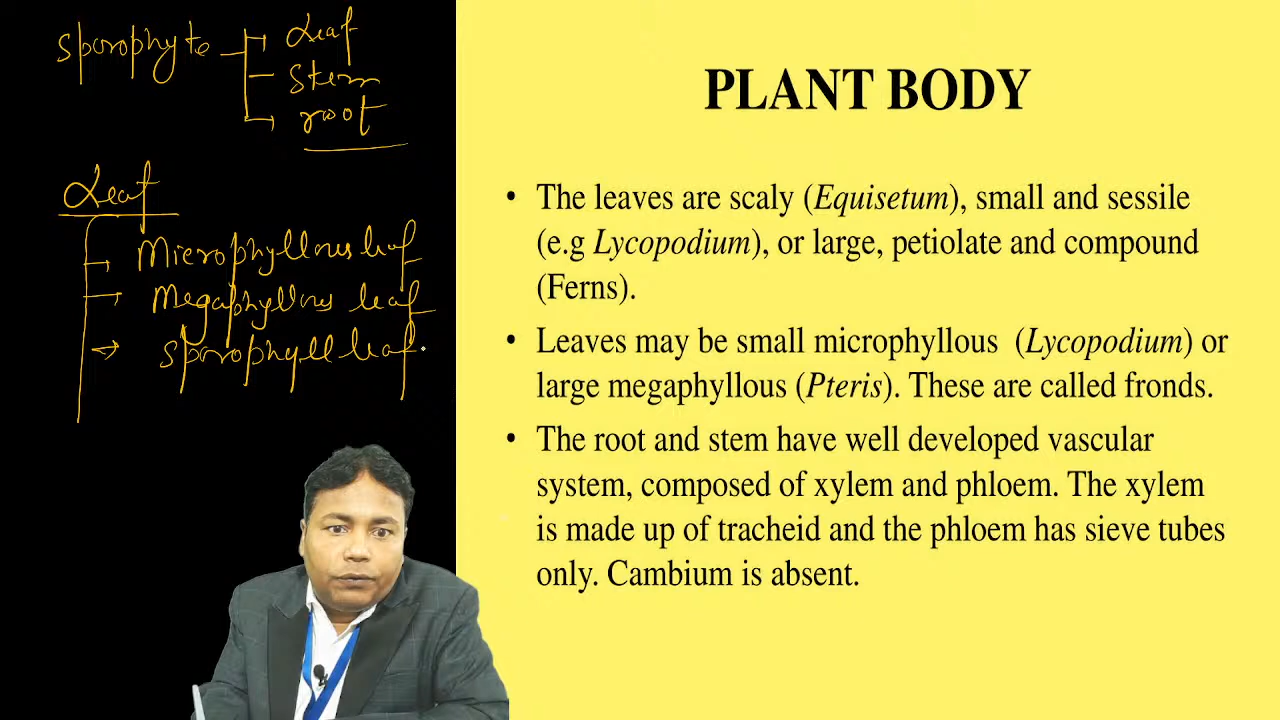 Sporophyte
Leaf
Stem
root
Leaf
Microphyllous leaf
Megaphyllous leaf
Sporophyll leaf
PLANT BODY
• The leaves are scaly (Equisetum), small and sessile
(e.g Lycopodium), or large, petiolate and compound
(Ferns).
• Leaves may be small microphyllous (Lycopodium) or
large megaphyllous (Pteris). These are called fronds.
• The root and stem have well developed vascular
system, composed of xylem and phloem. The xylem
is made up of tracheid and the phloem has sieve tubes
only. Cambium is absent.